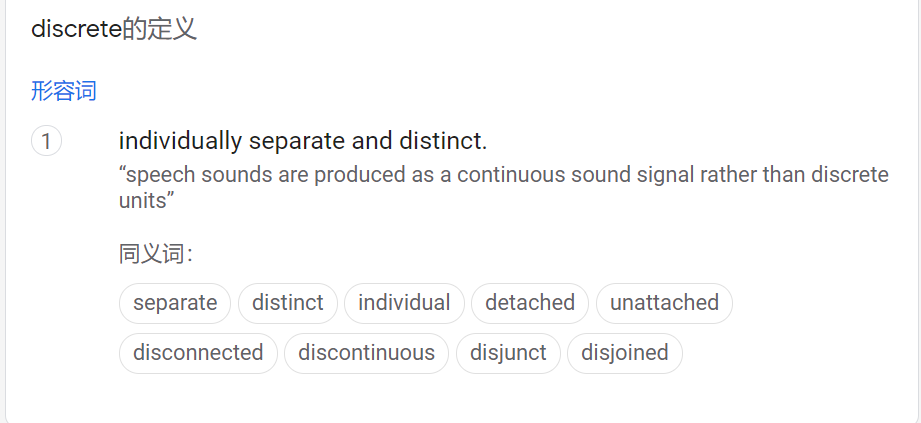 discrete的定义
形容词
1 individually separate and distinct.
“speech sounds are produced as a continuous sound signal rather than discrete
units”
同义词：
separate distinct individual detached unattached
disconnected discontinuous disjunct disjoined